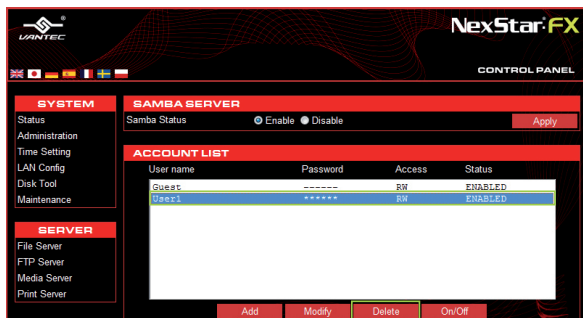 VANTEC
NexStar FX
CONTROL PANEL
SYSTEM
Status
Administration
Time Setting
LAN Config
Disk Tool
Maintenance
SERVER
File Server
FTP Server
Media Server
Print Server
SAMBA SERVER
Samba Status Enable Disable
Apply
ACCOUNT LIST
User name Password Access Status
Guest ------ RW ENABLED
User1 ****** RW ENABLED
Add Modify Delete On/Off